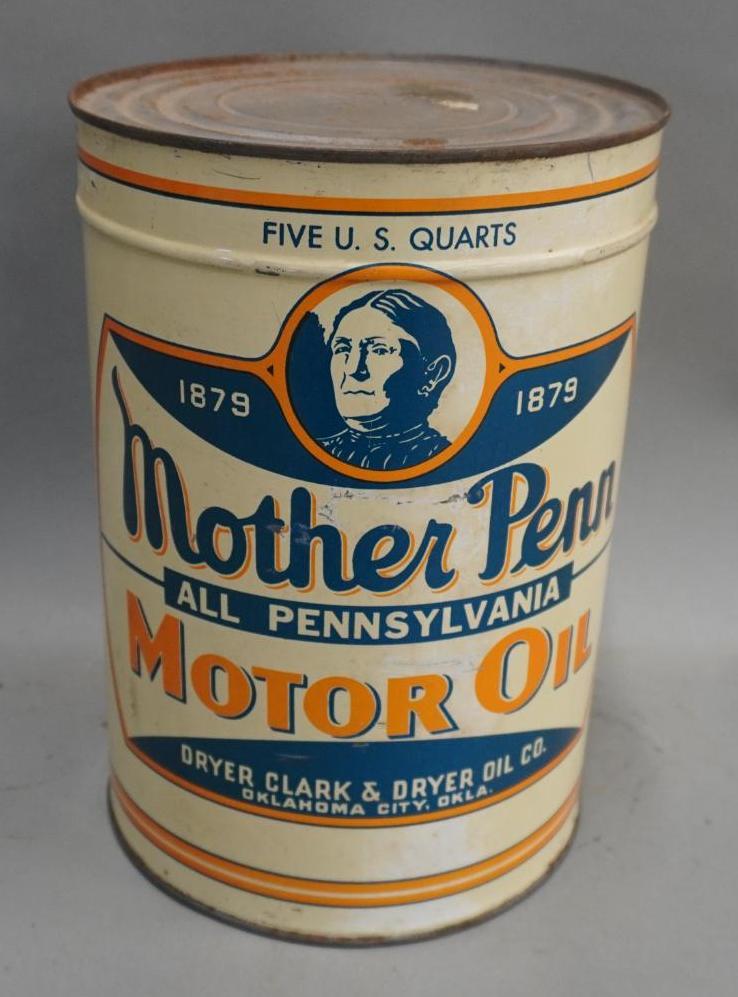 FIVE U. S. QUARTS
1879 1879
Mother Penn
ALL PENNSYLVANIA
MOTOR OIL
DRYER CLARK & DRYER OIL CO.
OKLAHOMA CITY, OKLA.